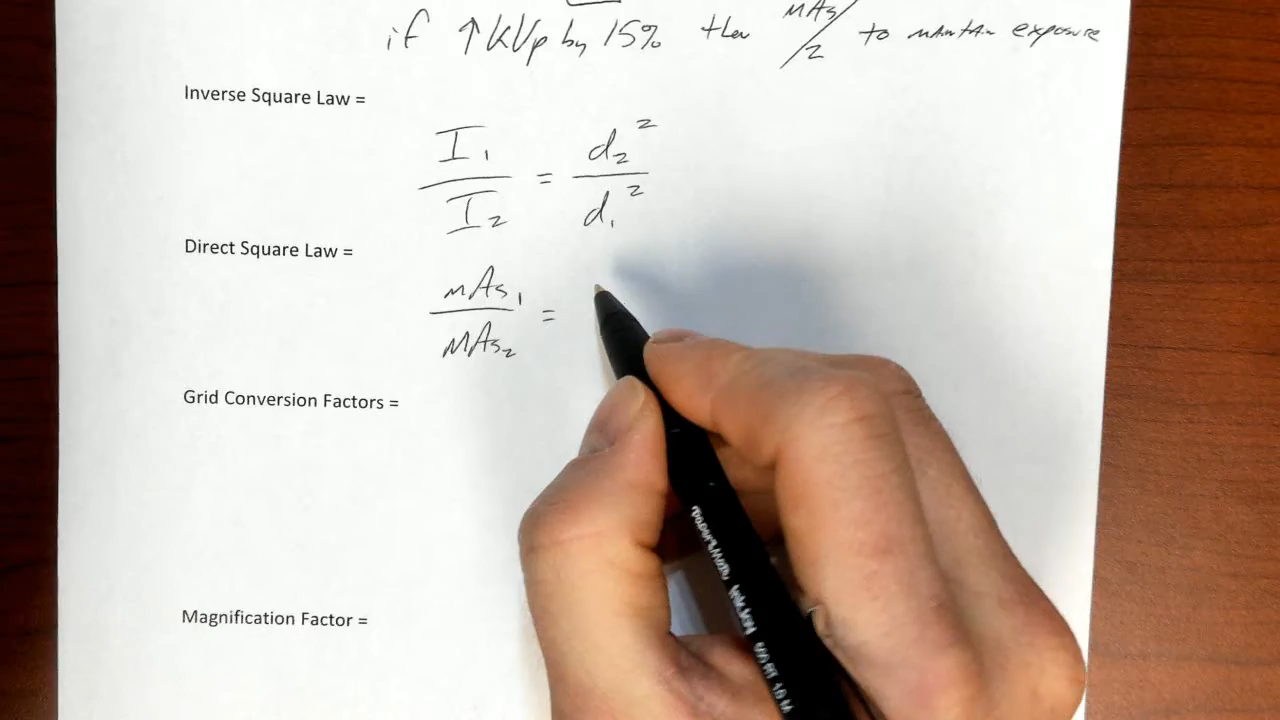 if ↑kVp by 15% then mAs/2 to maintain exposure
Inverse Square Law =
I₁/I₂ = d₂²/d₁²
Direct Square Law =
mAs₁/MAs₂ =
Grid Conversion Factors =
Magnification Factor =